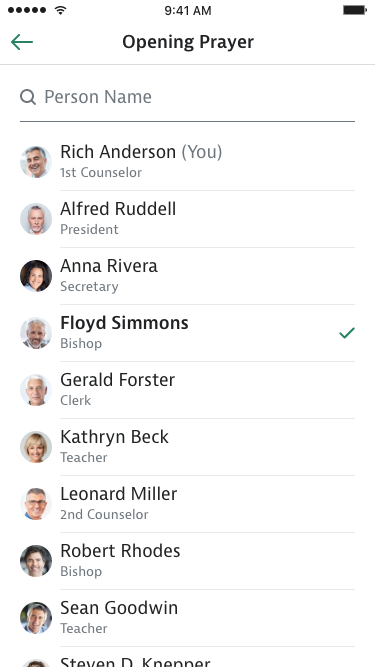 9:41 AM
Opening Prayer
Person Name
Rich Anderson (You)
1st Counselor
Alfred Ruddell
President
Anna Rivera
Secretary
Floyd Simmons
Bishop
Gerald Forster
Clerk
Kathryn Beck
Teacher
Leonard Miller
2nd Counselor
Robert Rhodes
Bishop
Sean Goodwin
Teacher
Steven D. Knepper